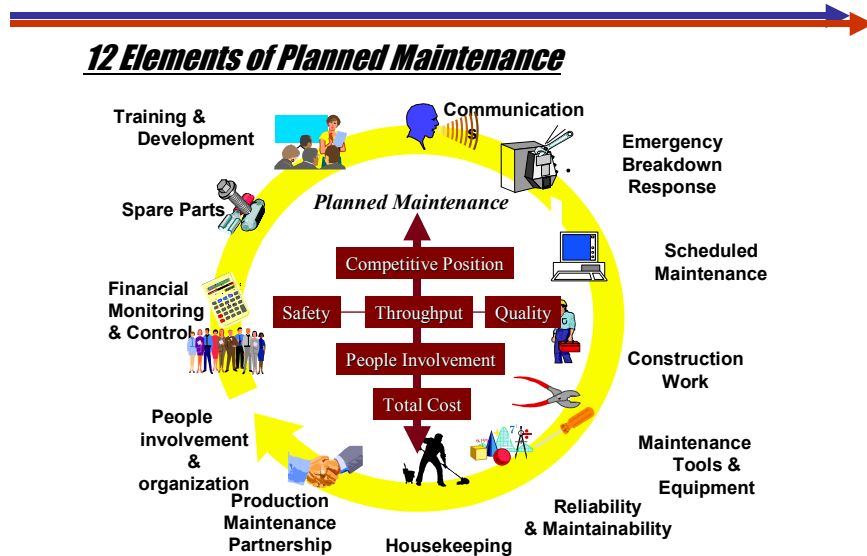 12 Elements of Planned Maintenance
Communication
s
Training &
Development
Emergency
Breakdown
Response
Spare Parts
Planned Maintenance
Scheduled
Maintenance
Competitive Position
Financial
Monitoring
& Control
Safety
Throughput
Quality
People Involvement
Construction
Work
Total Cost
People
involvement
&
organization
Maintenance
Tools &
Equipment
Production
Maintenance
Partnership
Reliability
& Maintainability
Housekeeping